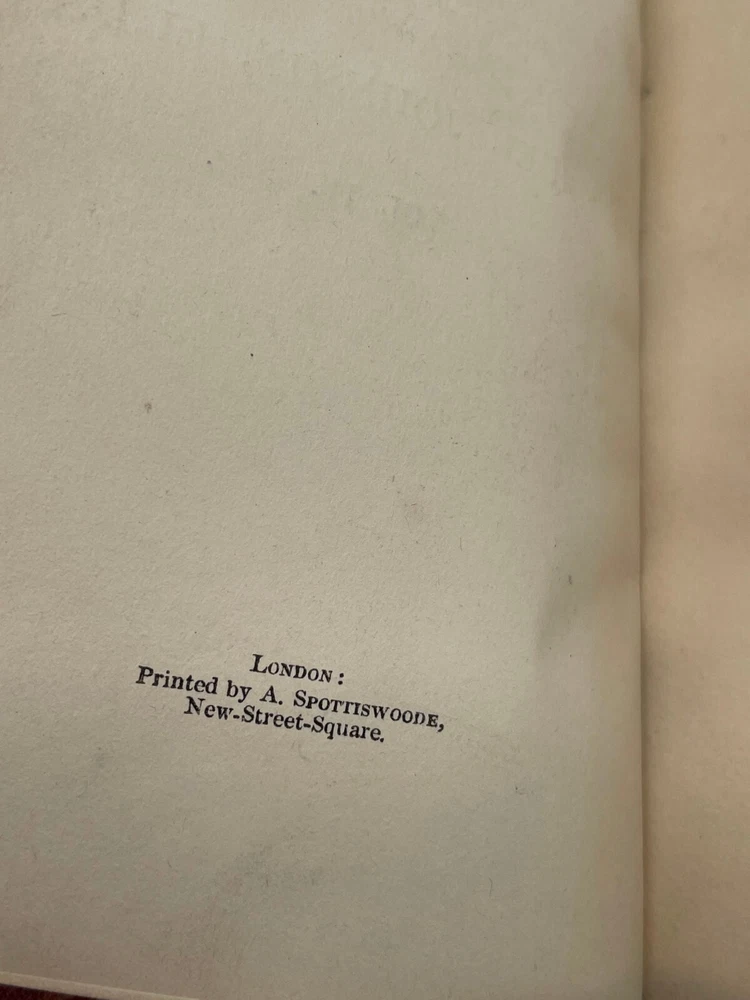 London:
Printed by A. Spottiswoode,
New-Street-Square.